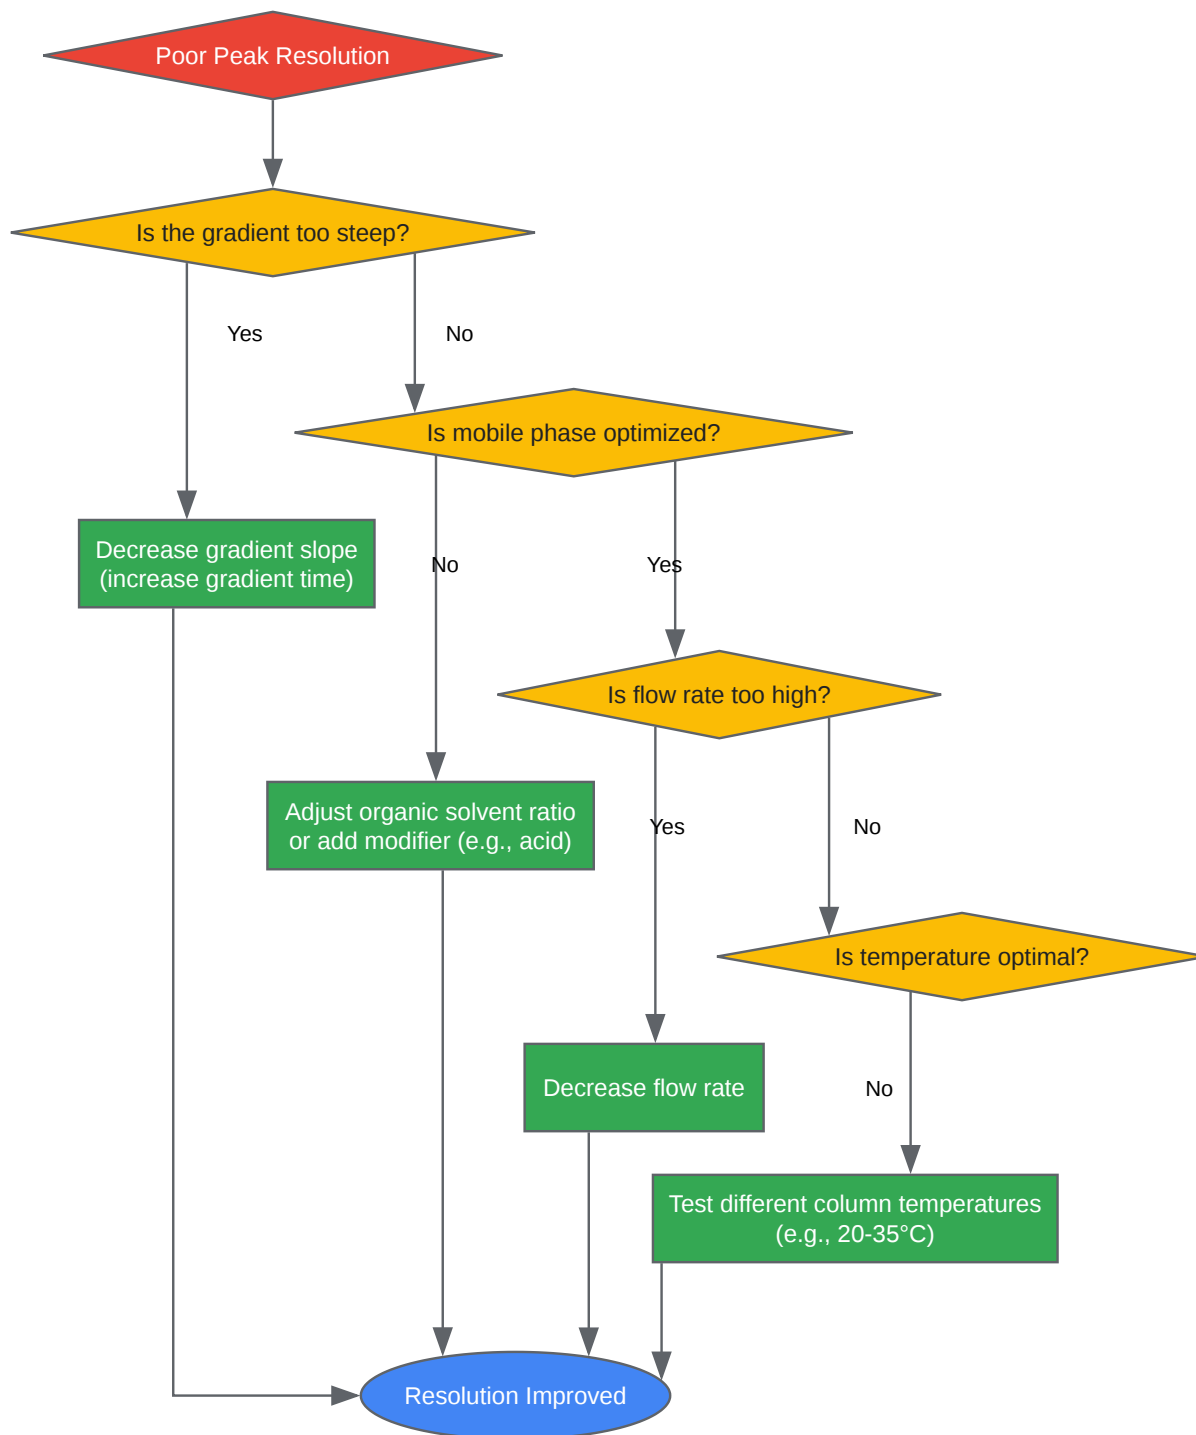 Poor Peak Resolution
Is the gradient too steep?
Yes
No
Is mobile phase optimized?
Decrease gradient slope
(increase gradient time)
No
Yes
Is flow rate too high?
Adjust organic solvent ratio
or add modifier (e.g., acid)
Yes
No
Is temperature optimal?
Decrease flow rate
No
Test different column temperatures
(e.g., 20-35°C)
Resolution Improved